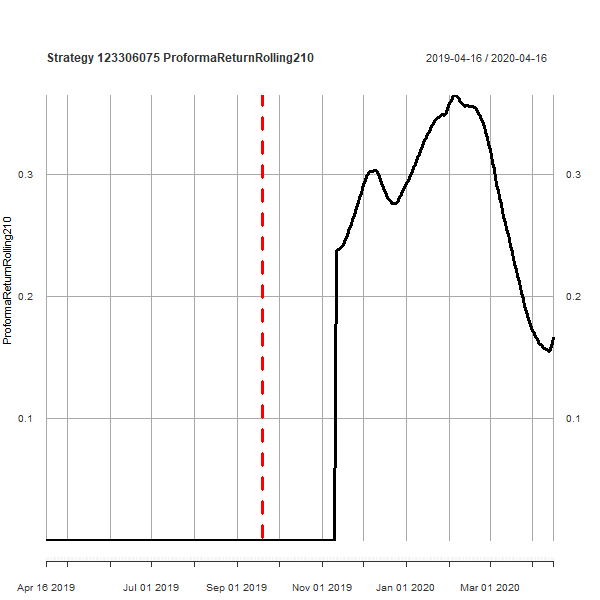 Strategy 123306075 ProformaReturnRolling210
2019-04-16 / 2020-04-16
ProformaReturnRolling210
0.3
0.3
0.2
0.2
0.1
0.1
Apr 16 2019
Jul 01 2019
Sep 01 2019
Nov 01 2019
Jan 01 2020
Mar 01 2020